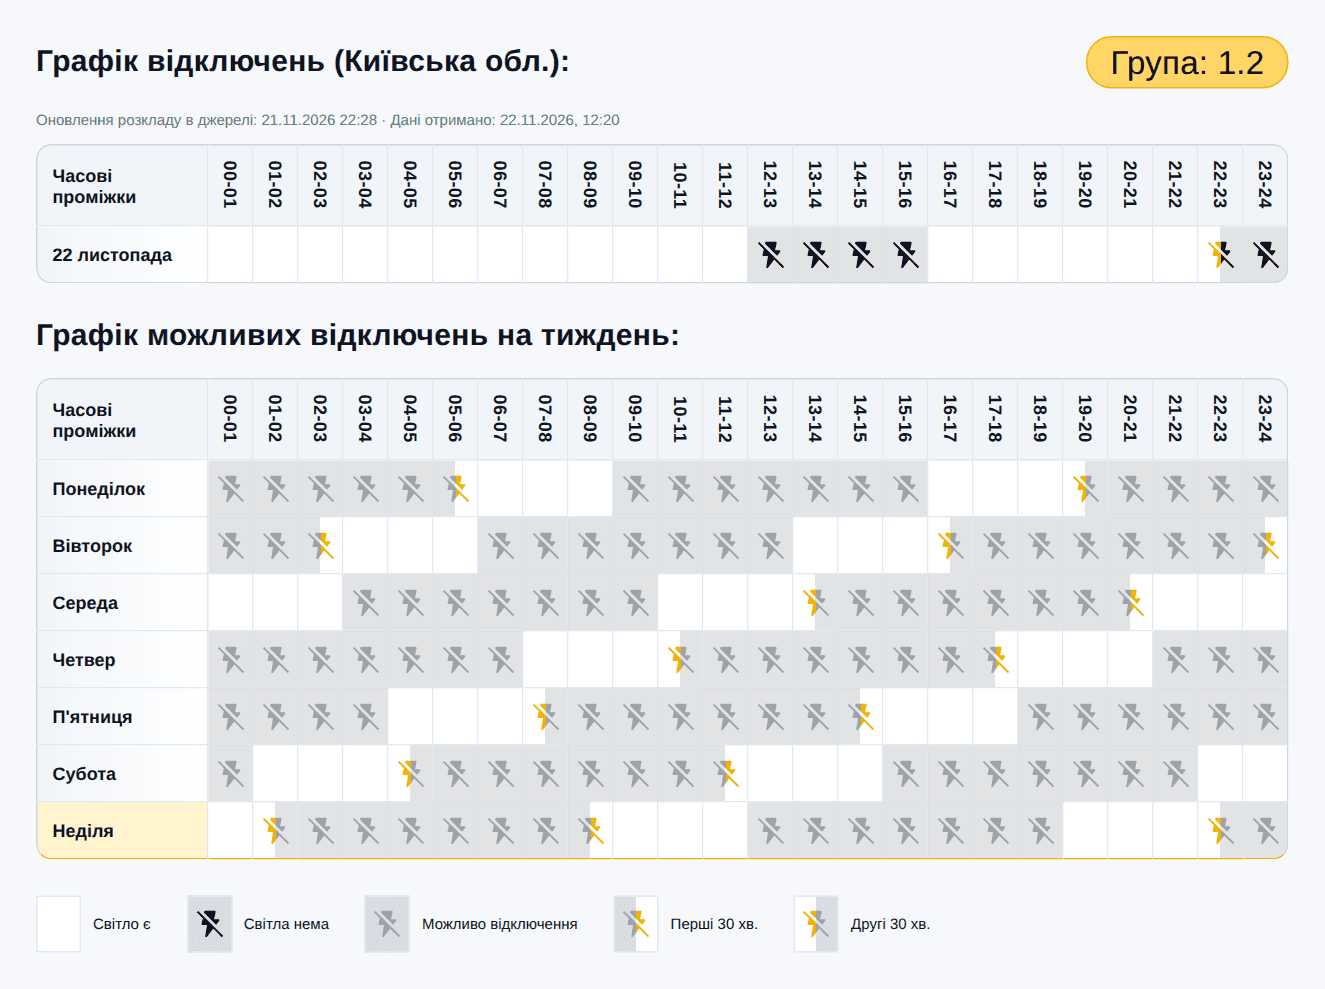 Графік відключень (Київська обл.):
Група: 1.2
Оновлення розкладу в джерелі: 21.11.2026 22:28 · Дані отримано: 22.11.2026, 12:20
Часові
проміжки
00-01 01-02 02-03 03-04 04-05 05-06 06-07 07-08 08-09 09-10 10-11 11-12 12-13 13-14 14-15 15-16 16-17 17-18 18-19 19-20 20-21 21-22 22-23 23-24
22 листопада
Графік можливих відключень на тиждень:
Часові
проміжки
00-01 01-02 02-03 03-04 04-05 05-06 06-07 07-08 08-09 09-10 10-11 11-12 12-13 13-14 14-15 15-16 16-17 17-18 18-19 19-20 20-21 21-22 22-23 23-24
Понеділок
Вівторок
Середа
Четвер
П'ятниця
Субота
Неділя
Світло є
Світла нема
Можливо відключення
Перші 30 хв.
Другі 30 хв.